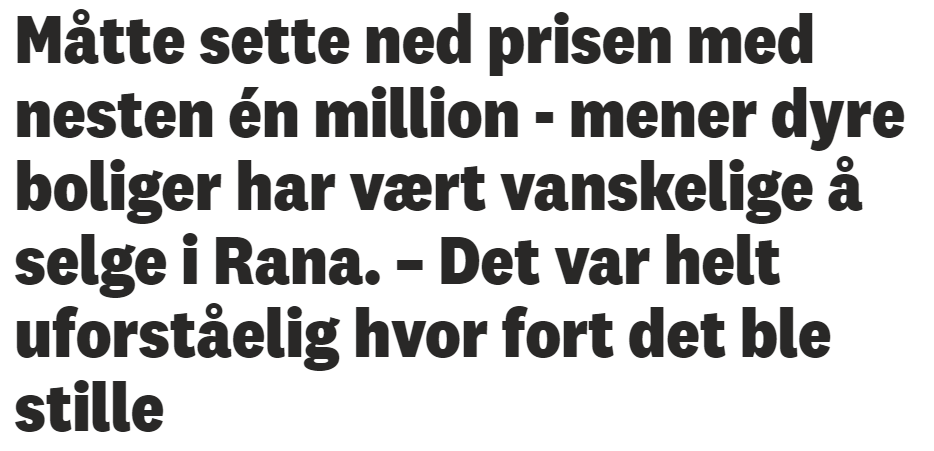 Måtte sette ned prisen med
nesten én million - mener dyre
boliger har vært vanskelige å
selge i Rana. – Det var helt
uforståelig hvor fort det ble
stille